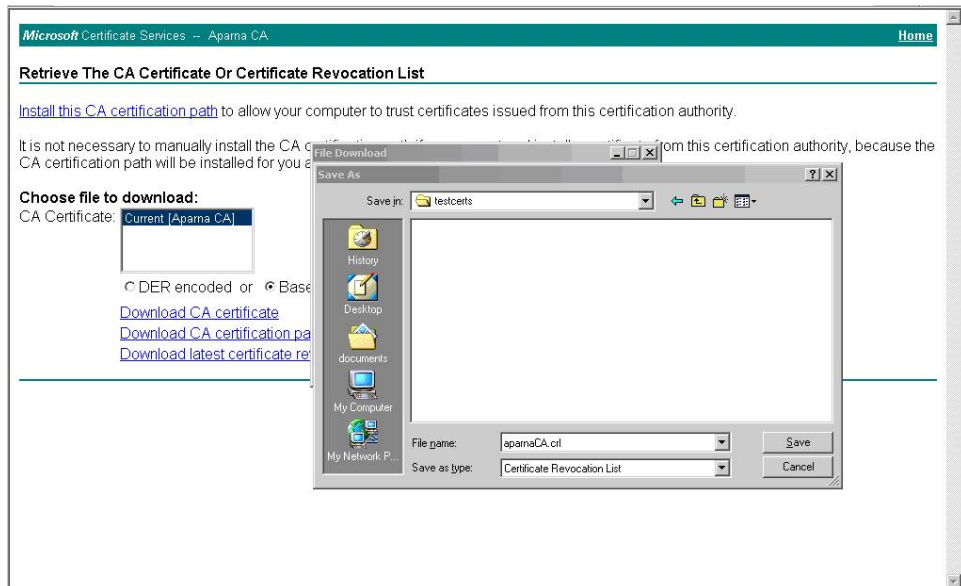 Microsoft Certificate Services -- Aparna CA Home
Retrieve The CA Certificate Or Certificate Revocation List
Install this CA certification path to allow your computer to trust certificates issued from this certification authority.
It is not necessary to manually install the CA from this certification authority, because the
CA certification path will be installed for you
Choose file to download:
CA Certificate: Current [Aparna CA]
DER encoded or Base
Download CA certificate
Download CA certification pa
Download latest certificate re
File Download
Save As
Save in: testcerts
History
Desktop
documents
My Computer
My Network P...
File name: aparnaCA.crl Save
Save as type: Certificate Revocation List Cancel